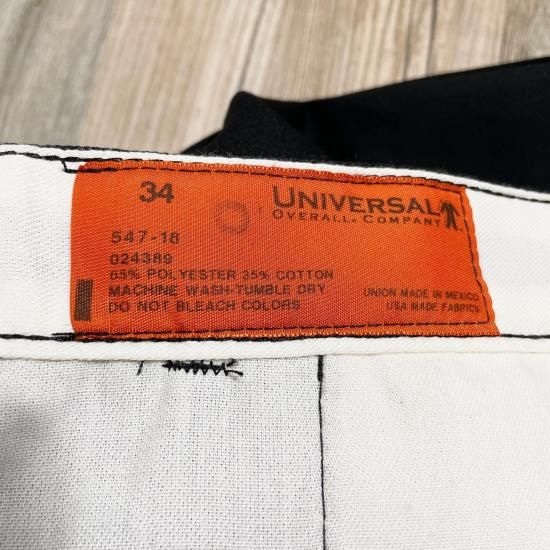 34
UNIVERSAL
OVERALL® COMPANY
547-18
024389
65% POLYESTER 35% COTTON
MACHINE WASH-TUMBLE DRY
DO NOT BLEACH COLORS
UNION MADE IN MEXICO
USA MADE FABRICS